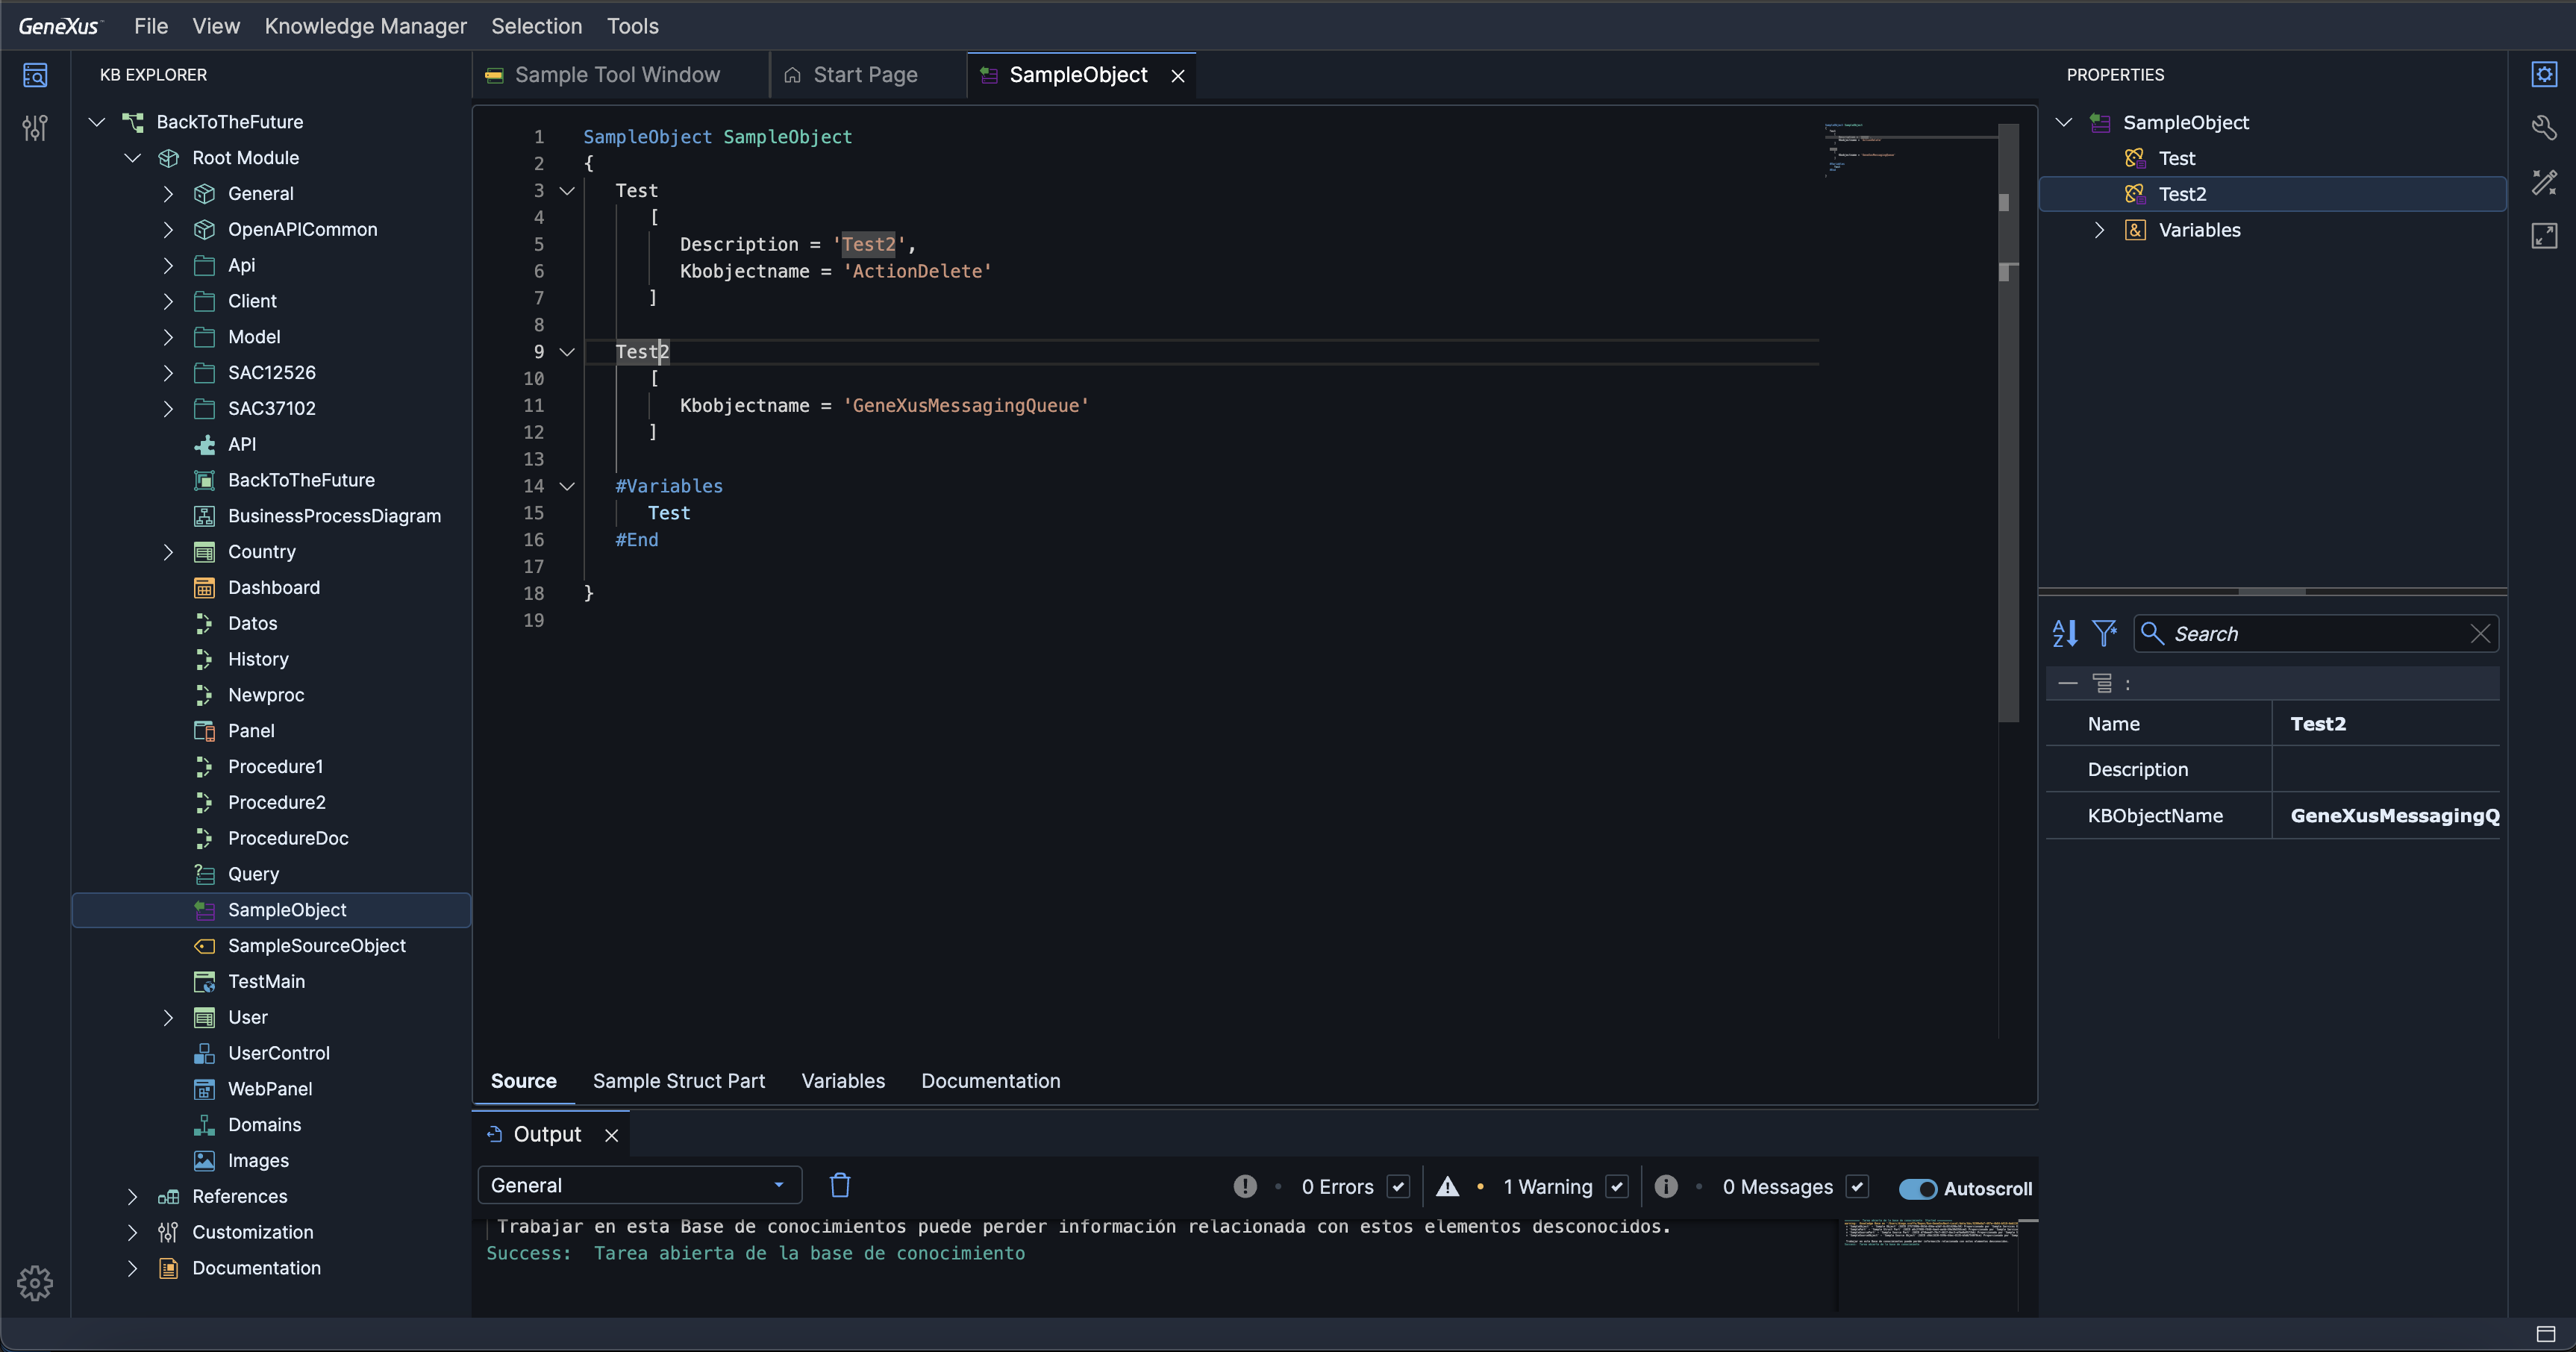 GeneXus File View Knowledge Manager Selection Tools
KB EXPLORER
BackToTheFuture
Root Module
General
OpenAPICommon
Api
Client
Model
SAC12526
SAC37102
API
BackToTheFuture
BusinessProcessDiagram
Country
Dashboard
Datos
History
Newproc
Panel
Procedure1
Procedure2
ProcedureDoc
Query
SampleObject
SampleSourceObject
TestMain
User
UserControl
WebPanel
Domains
Images
References
Customization
Documentation
Sample Tool Window Start Page SampleObject
1 SampleObject SampleObject
2 {
3 Test
4 [
5 Description = 'Test2',
6 Kbobjectname = 'ActionDelete'
7 ]
8
9 Test2
10 [
11 Kbobjectname = 'GeneXusMessagingQueue'
12 ]
13
14 #Variables
15 Test
16 #End
17
18 }
19
Source Sample Struct Part Variables Documentation
Output
General 0 Errors 1 Warning 0 Messages Autoscroll
Trabajar en esta Base de conocimientos puede perder información relacionada con estos elementos desconocidos.
Success: Tarea abierta de la base de conocimiento
PROPERTIES
SampleObject
Test
Test2
& Variables
AZ Search
:
Name Test2
Description
KBObjectName GeneXusMessagingQ